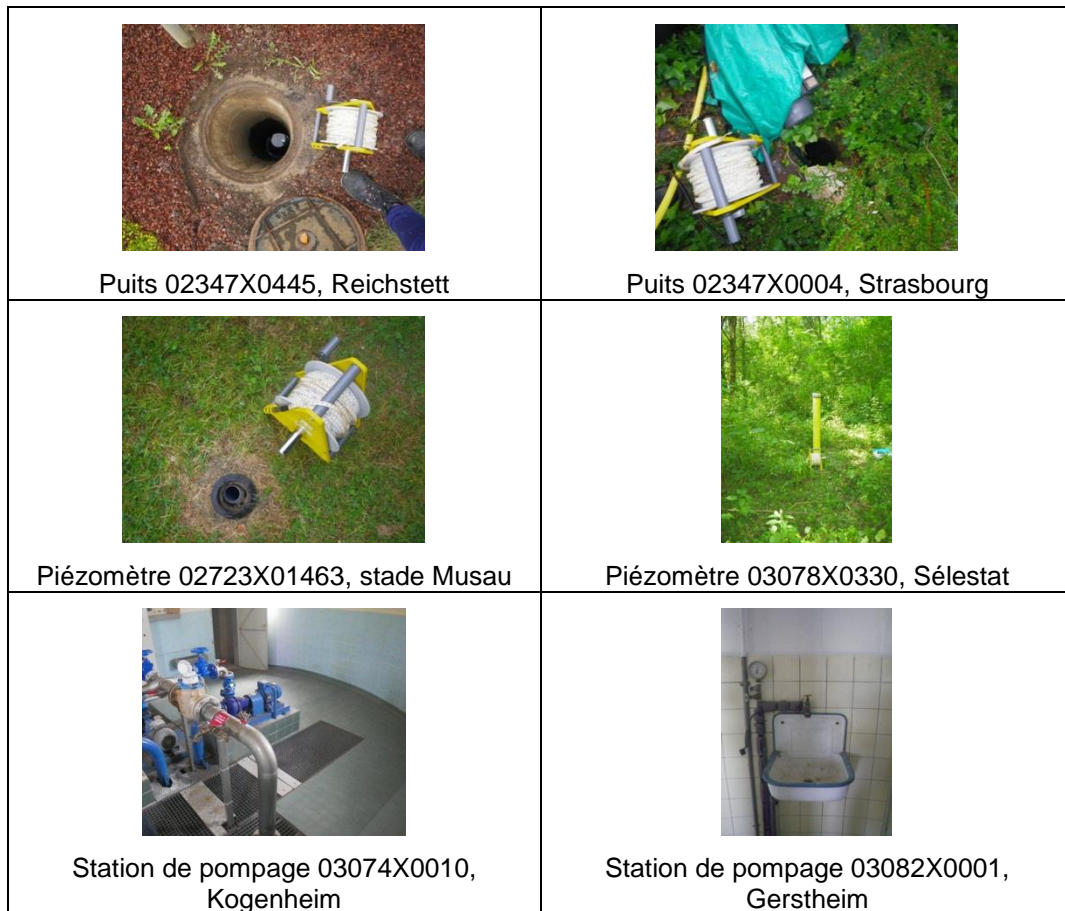 Puits 02347X0445, Reichstett
Puits 02347X0004, Strasbourg
Piézomètre 02723X01463, stade Musau
Piézomètre 03078X0330, Sélestat
Station de pompage 03074X0010,
Kogenheim
Station de pompage 03082X0001,
Gerstheim